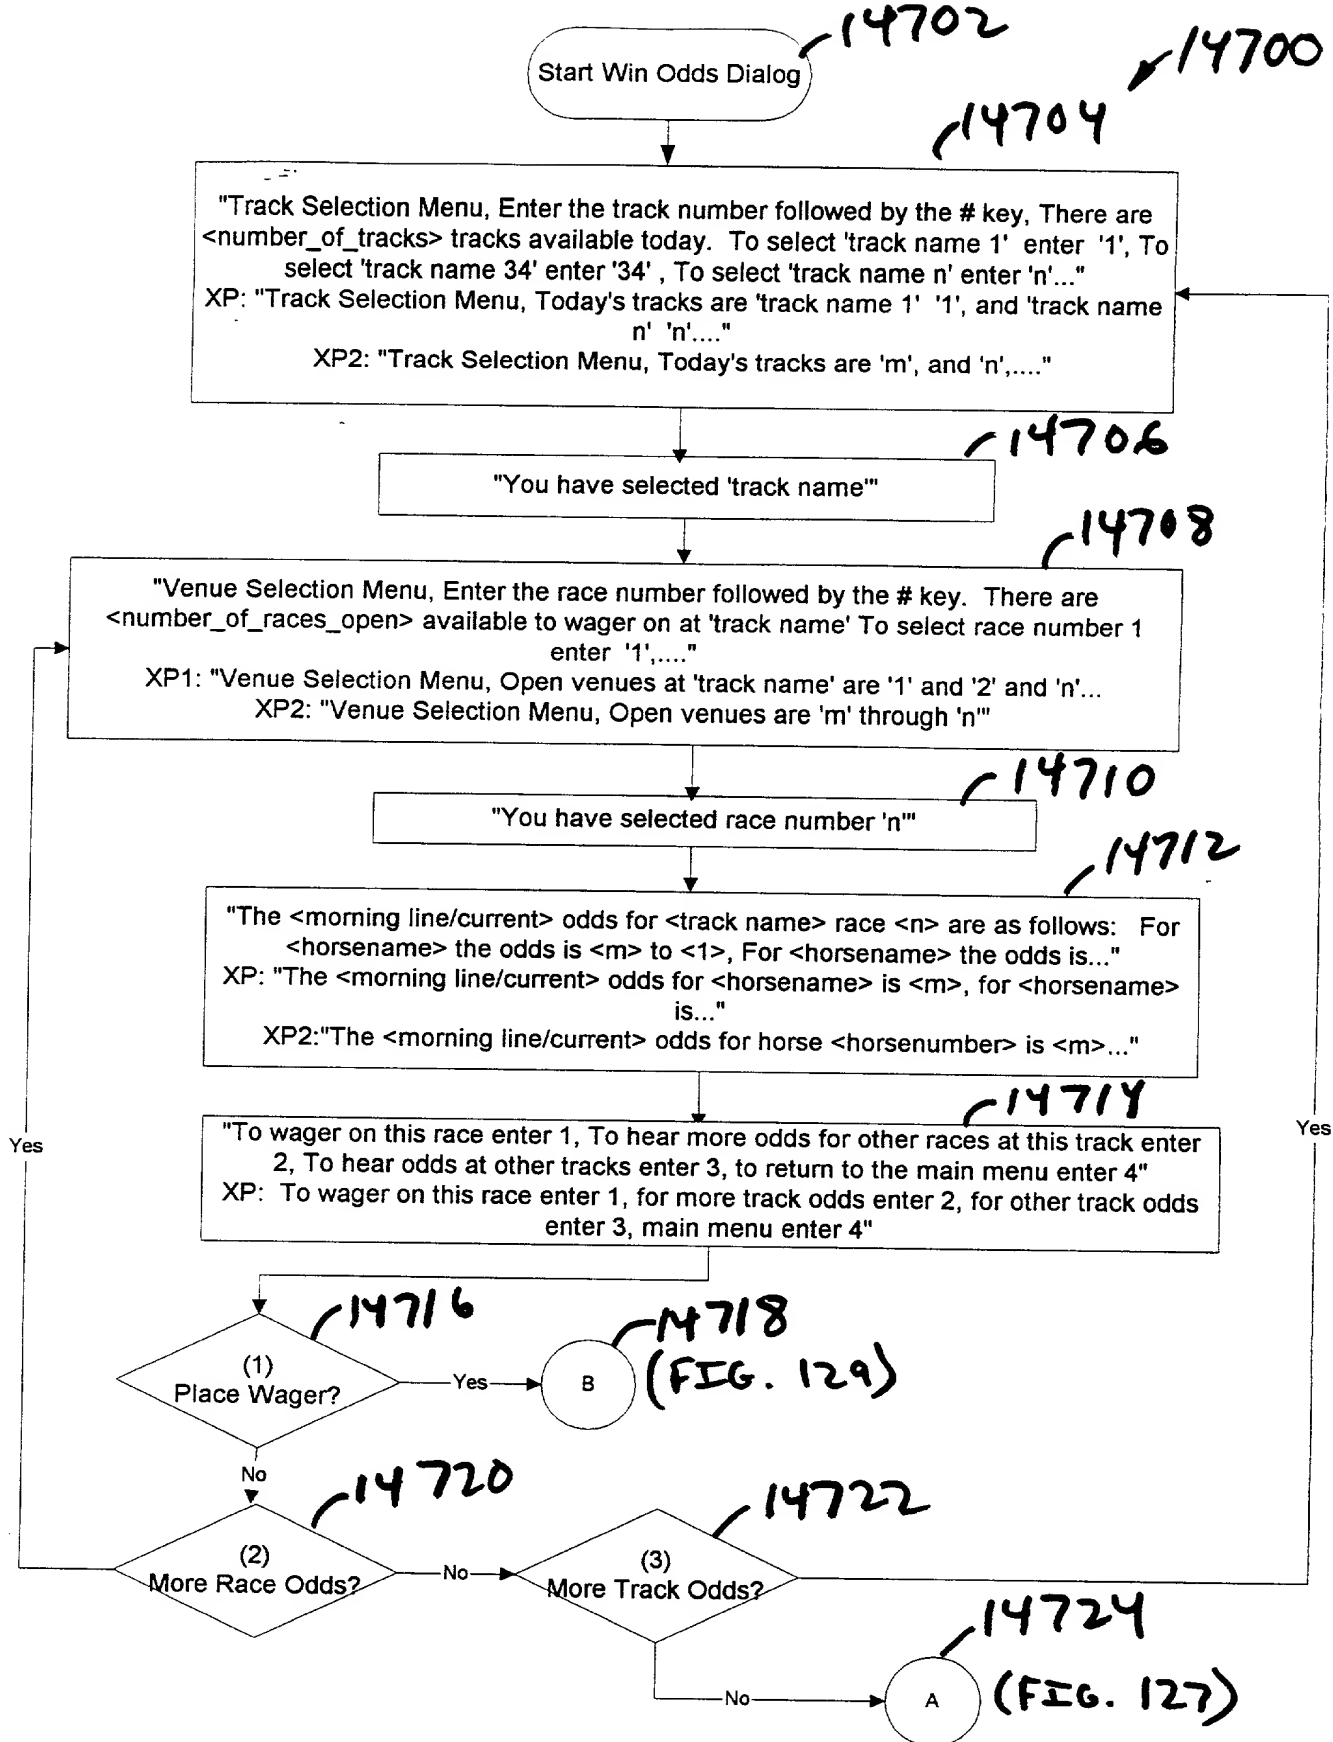 14702
14700
Start Win Odds Dialog
14704
"Track Selection Menu, Enter the track number followed by the # key, There are
<number_of_tracks> tracks available today.  To select 'track name 1'  enter  '1', To
select 'track name 34' enter '34' , To select 'track name n' enter 'n'..."
XP: "Track Selection Menu, Today's tracks are 'track name 1'  '1', and 'track name
n'  'n'...."
XP2: "Track Selection Menu, Today's tracks are 'm', and 'n',...."
14706
"You have selected 'track name'"
14708
"Venue Selection Menu, Enter the race number followed by the # key.  There are
<number_of_races_open> available to wager on at 'track name' To select race number 1
enter  '1',...."
XP1: "Venue Selection Menu, Open venues at 'track name' are '1' and '2' and 'n'...
XP2: "Venue Selection Menu, Open venues are 'm' through 'n'"
14710
"You have selected race number 'n'"
14712
"The <morning line/current> odds for <track name> race <n> are as follows:   For
<horsename> the odds is <m> to <1>, For <horsename> the odds is..."
XP: "The <morning line/current> odds for <horsename> is <m>, for <horsename>
is..."
XP2:"The <morning line/current> odds for horse <horsenumber> is <m>..."
14714
"To wager on this race enter 1, To hear more odds for other races at this track enter
2, To hear odds at other tracks enter 3, to return to the main menu enter 4"
XP:  To wager on this race enter 1, for more track odds enter 2, for other track odds
enter 3, main menu enter 4"
Yes
Yes
14716
(1)
Place Wager?
Yes
B
14718
(FIG. 129)
No
14720
(2)
More Race Odds?
No
14722
(3)
More Track Odds?
No
14724
A
(FIG. 127)